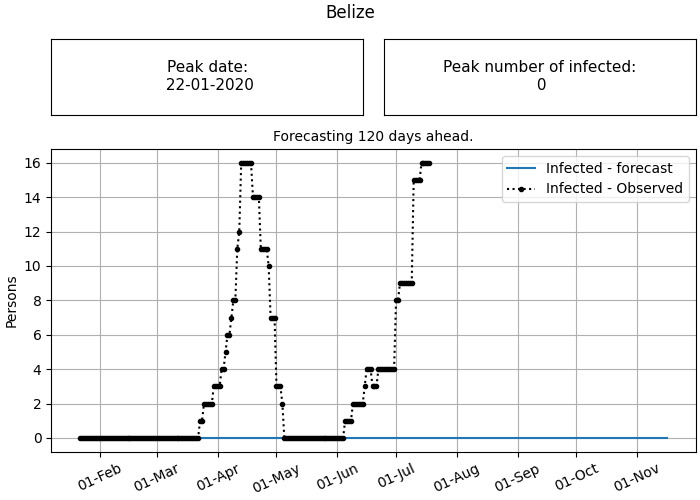 Belize
Peak date:
22-01-2020
Peak number of infected:
0
Forecasting 120 days ahead.
Infected - forecast
Infected - Observed
Persons
16
14
12
10
8
6
4
2
0
01-Feb
01-Mar
01-Apr
01-May
01-Jun
01-Jul
01-Aug
01-Sep
01-Oct
01-Nov